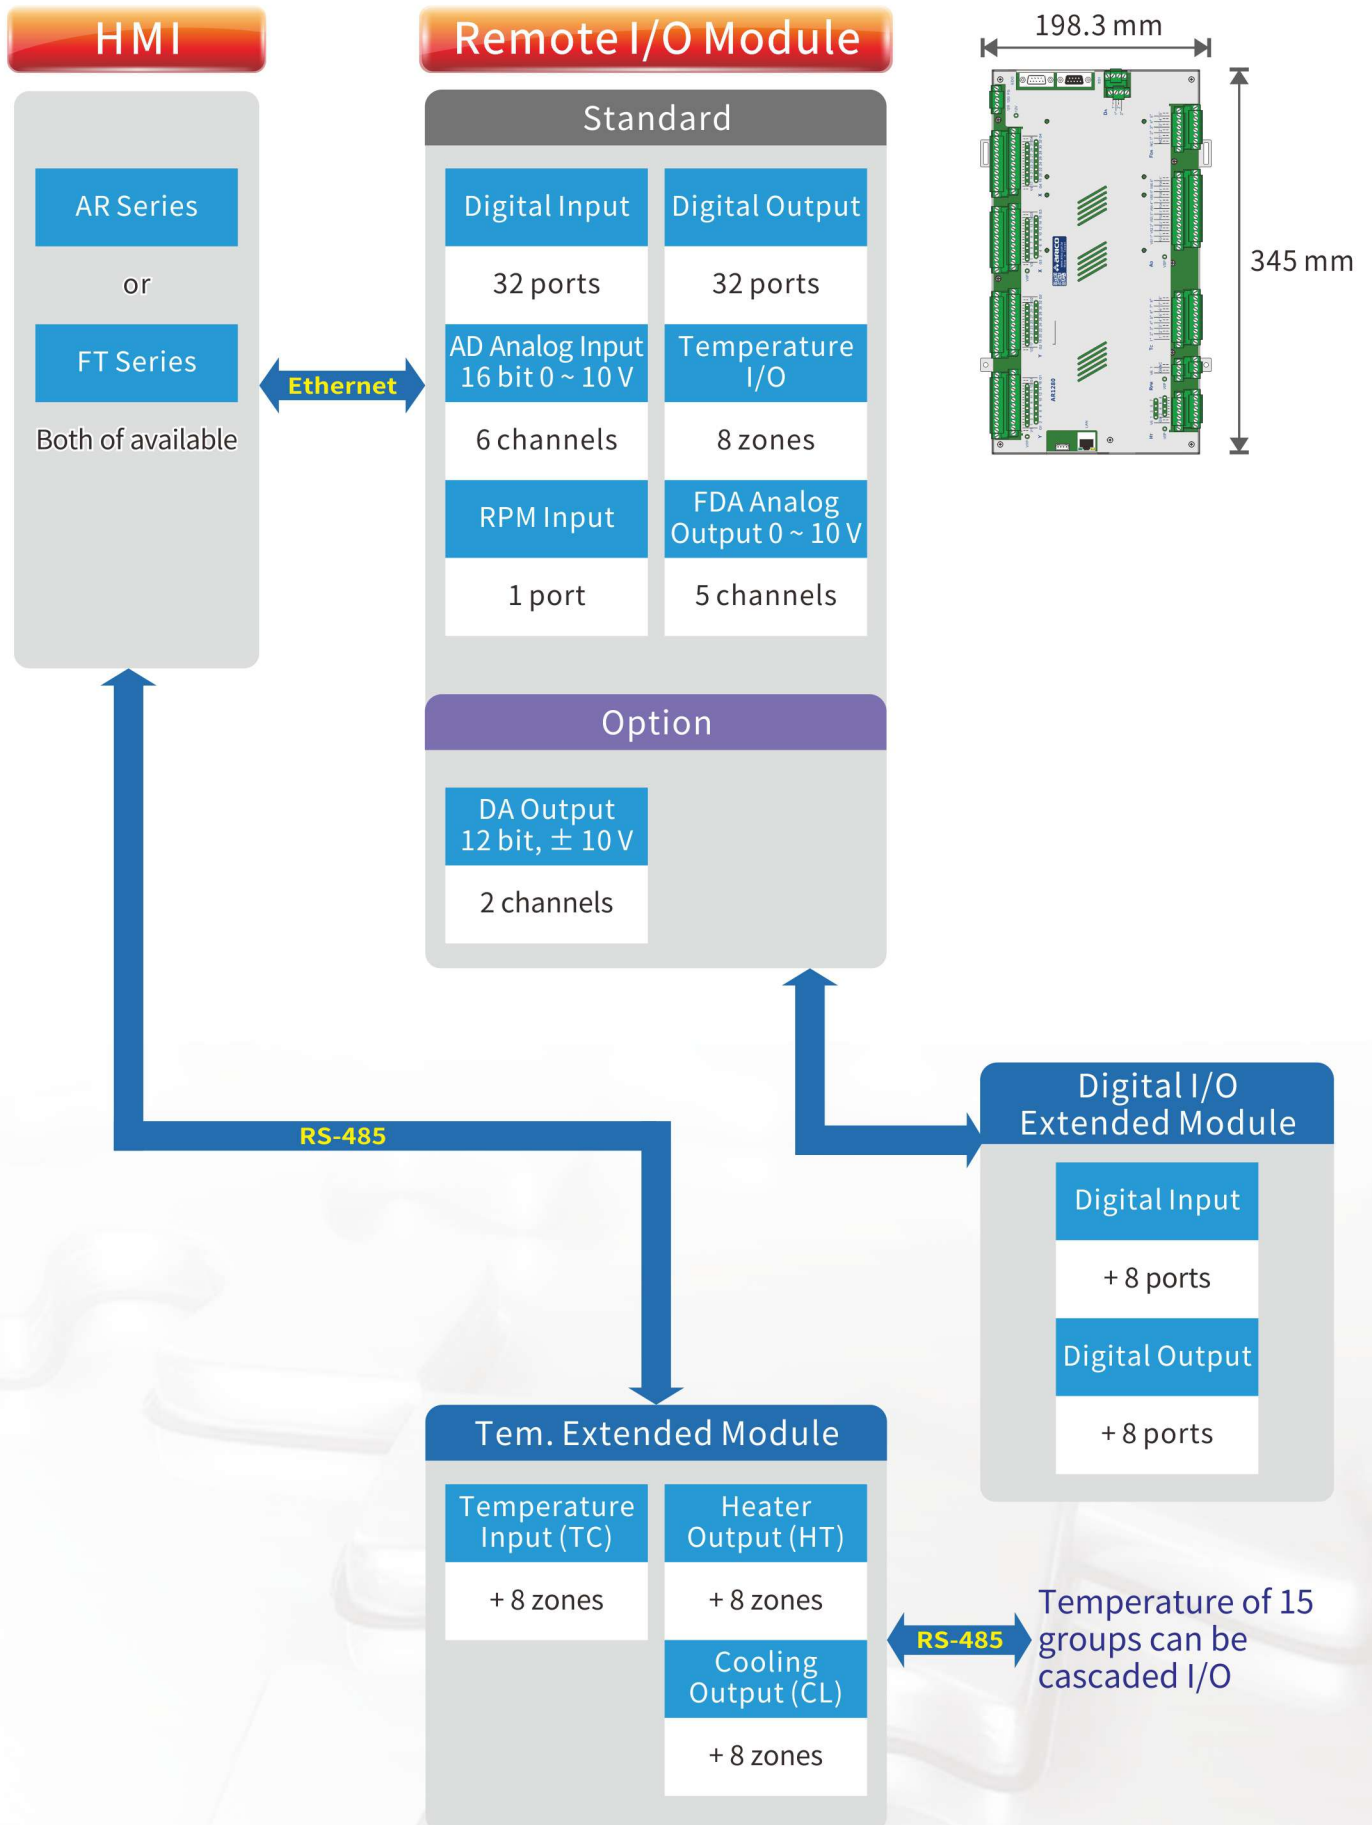 HMI
AR Series
or
FT Series
Both of available
Ethernet
Remote I/O Module
Standard
Digital Input
32 ports
Digital Output
32 ports
AD Analog Input
16 bit 0 ~ 10 V
6 channels
Temperature
I/O
8 zones
RPM Input
1 port
FDA Analog
Output 0 ~ 10 V
5 channels
Option
DA Output
12 bit, ± 10 V
2 channels
198.3 mm
345 mm
ARICO
AR1280
RS-485
Digital I/O
Extended Module
Digital Input
+ 8 ports
Digital Output
+ 8 ports
Tem. Extended Module
Temperature
Input (TC)
+ 8 zones
Heater
Output (HT)
+ 8 zones
Cooling
Output (CL)
+ 8 zones
RS-485
Temperature of 15
groups can be
cascaded I/O